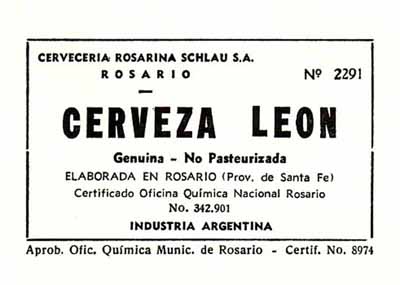 CERVECERIA ROSARINA SCHLAU S.A.
ROSARIO Nº 2291
CERVEZA LEON
Genuina - No Pasteurizada
ELABORADA EN ROSARIO (Prov. de Santa Fe)
Certificado Oficina Química Nacional Rosario
No. 342.901
INDUSTRIA ARGENTINA
Aprob. Ofic. Química Munic. de Rosario - Certif. No. 8974